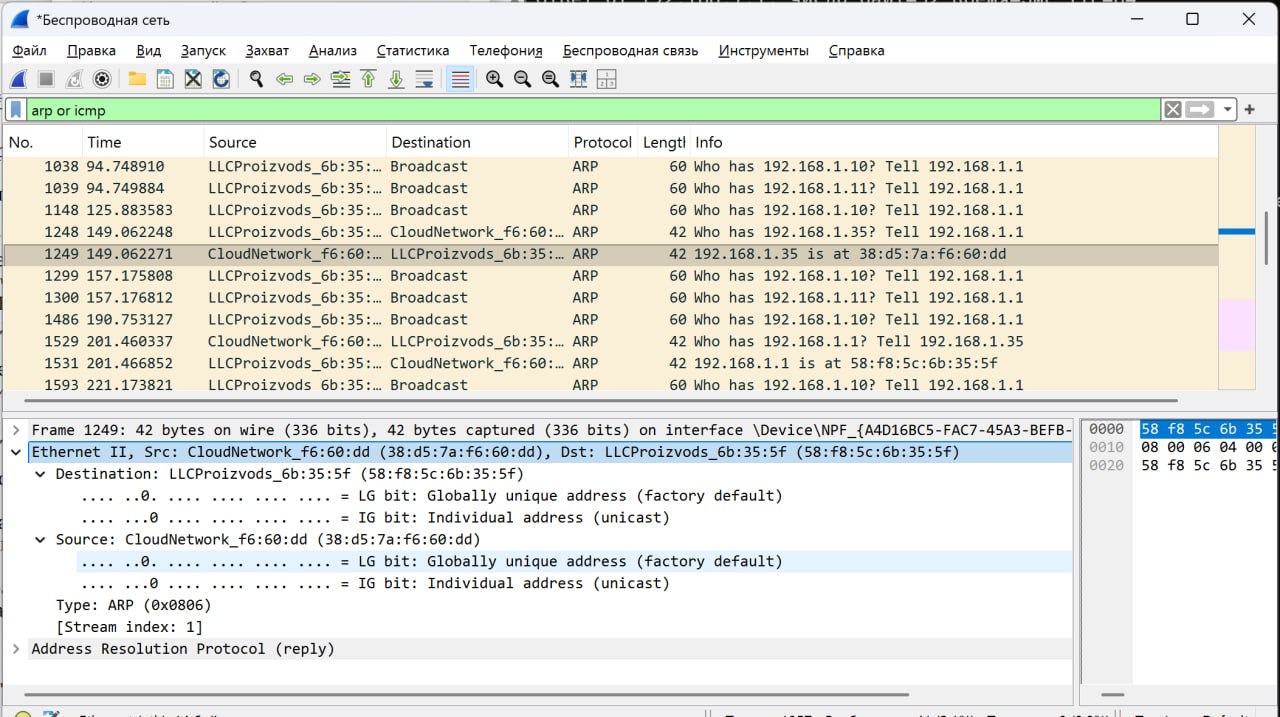 *Беспроводная сеть
Файл Правка Вид Запуск Захват Анализ Статистика Телефония Беспроводная связь Инструменты Справка
arp or icmp
No. Time Source Destination Protocol Lengtl Info
1038 94.748910 LLCProizvods_6b:35:… Broadcast ARP 60 Who has 192.168.1.10? Tell 192.168.1.1
1039 94.749884 LLCProizvods_6b:35:… Broadcast ARP 60 Who has 192.168.1.11? Tell 192.168.1.1
1148 125.883583 LLCProizvods_6b:35:… Broadcast ARP 60 Who has 192.168.1.10? Tell 192.168.1.1
1248 149.062248 LLCProizvods_6b:35:… CloudNetwork_f6:60:… ARP 42 Who has 192.168.1.35? Tell 192.168.1.1
1249 149.062271 CloudNetwork_f6:60:… LLCProizvods_6b:35:… ARP 42 192.168.1.35 is at 38:d5:7a:f6:60:dd
1299 157.175808 LLCProizvods_6b:35:… Broadcast ARP 60 Who has 192.168.1.10? Tell 192.168.1.1
1300 157.176812 LLCProizvods_6b:35:… Broadcast ARP 60 Who has 192.168.1.11? Tell 192.168.1.1
1486 190.753127 LLCProizvods_6b:35:… Broadcast ARP 60 Who has 192.168.1.10? Tell 192.168.1.1
1529 201.460337 CloudNetwork_f6:60:… LLCProizvods_6b:35:… ARP 42 Who has 192.168.1.1? Tell 192.168.1.35
1531 201.466852 LLCProizvods_6b:35:… CloudNetwork_f6:60:… ARP 42 192.168.1.1 is at 58:f8:5c:6b:35:5f
1593 221.173821 LLCProizvods 6b:35:… Broadcast ARP 60 Who has 192.168.1.10? Tell 192.168.1.1
Frame 1249: 42 bytes on wire (336 bits), 42 bytes captured (336 bits) on interface \Device\NPF_{A4D16BC5-FAC7-45A3-BEFB-
Ethernet II, Src: CloudNetwork_f6:60:dd (38:d5:7a:f6:60:dd), Dst: LLCProizvods_6b:35:5f (58:f8:5c:6b:35:5f)
Destination: LLCProizvods_6b:35:5f (58:f8:5c:6b:35:5f)
.... ..0. .... .... .... .... = LG bit: Globally unique address (factory default)
.... ...0 .... .... .... .... = IG bit: Individual address (unicast)
Source: CloudNetwork_f6:60:dd (38:d5:7a:f6:60:dd)
.... ..0. .... .... .... .... = LG bit: Globally unique address (factory default)
.... ...0 .... .... .... .... = IG bit: Individual address (unicast)
Type: ARP (0x0806)
[Stream index: 1]
Address Resolution Protocol (reply)
0000 58 f8 5c 6b 35
0010 08 00 06 04 00
0020 58 f8 5c 6b 35